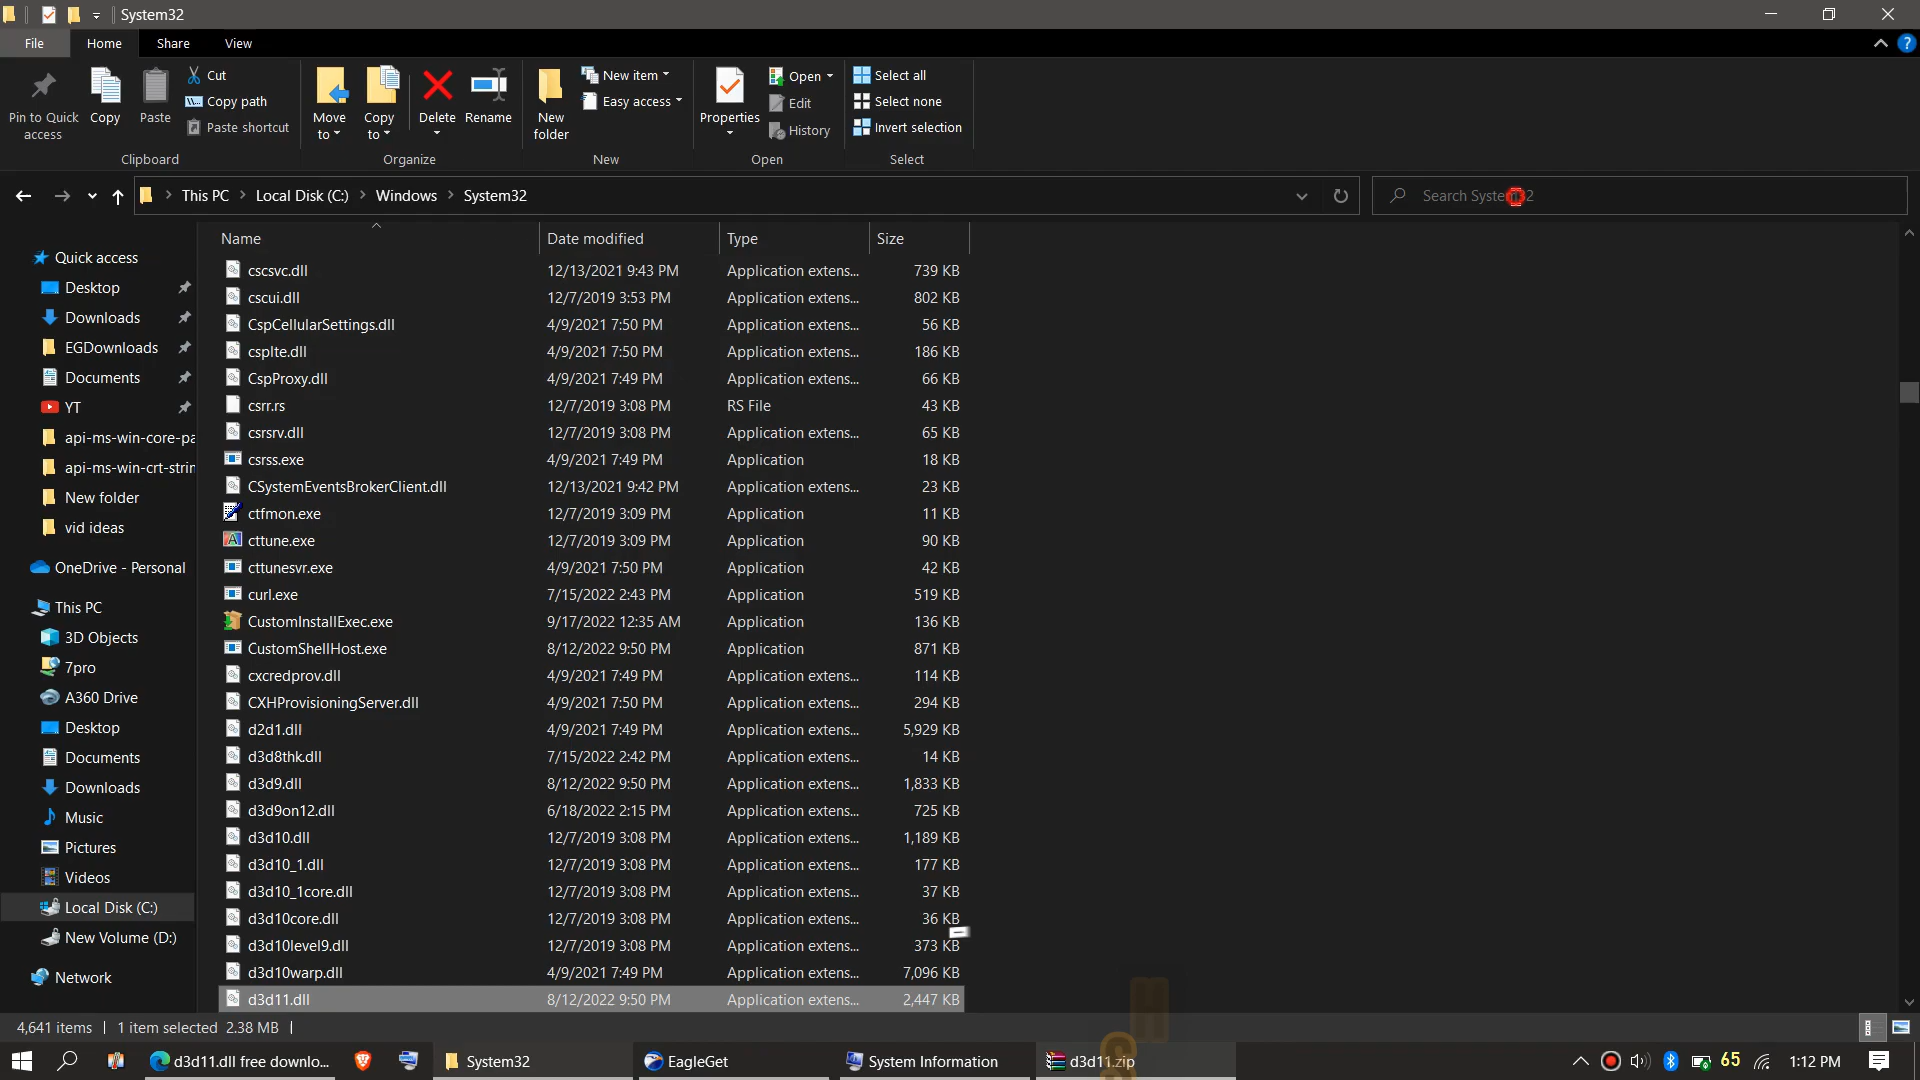 System32
File Home Share View
Pin to Quick access
Copy
Paste
Cut
Copy path
Paste shortcut
Clipboard
Move to
Copy to
Delete
Rename
Organize
New folder
New item
Easy access
New
Properties
Open
Edit
History
Open
Select all
Select none
Invert selection
Select
This PC Local Disk (C:) Windows System32
Search System32
Name Date modified Type Size
Quick access
Desktop
Downloads
EGDownloads
Documents
YT
api-ms-win-core-pa
api-ms-win-crt-strin
New folder
vid ideas
OneDrive - Personal
This PC
3D Objects
7pro
A360 Drive
Desktop
Documents
Downloads
Music
Pictures
Videos
Local Disk (C:)
New Volume (D:)
Network
cscsvc.dll 12/13/2021 9:43 PM Application extens... 739 KB
cscui.dll 12/7/2019 3:53 PM Application extens... 802 KB
CspCellularSettings.dll 4/9/2021 7:50 PM Application extens... 56 KB
csplte.dll 4/9/2021 7:50 PM Application extens... 186 KB
CspProxy.dll 4/9/2021 7:49 PM Application extens... 66 KB
csrr.rs 12/7/2019 3:08 PM RS File 43 KB
csrsrv.dll 12/7/2019 3:08 PM Application extens... 65 KB
csrss.exe 4/9/2021 7:49 PM Application 18 KB
CSystemEventsBrokerClient.dll 12/13/2021 9:42 PM Application extens... 23 KB
ctfmon.exe 12/7/2019 3:09 PM Application 11 KB
cttune.exe 12/7/2019 3:09 PM Application 90 KB
cttunesvr.exe 4/9/2021 7:50 PM Application 42 KB
curl.exe 7/15/2022 2:43 PM Application 519 KB
CustomInstallExec.exe 9/17/2022 12:35 AM Application 136 KB
CustomShellHost.exe 8/12/2022 9:50 PM Application 871 KB
cxcredprov.dll 4/9/2021 7:49 PM Application extens... 114 KB
CXHProvisioningServer.dll 4/9/2021 7:50 PM Application extens... 294 KB
d2d1.dll 4/9/2021 7:49 PM Application extens... 5,929 KB
d3d8thk.dll 7/15/2022 2:42 PM Application extens... 14 KB
d3d9.dll 8/12/2022 9:50 PM Application extens... 1,833 KB
d3d9on12.dll 6/18/2022 2:15 PM Application extens... 725 KB
d3d10.dll 12/7/2019 3:08 PM Application extens... 1,189 KB
d3d10_1.dll 12/7/2019 3:08 PM Application extens... 177 KB
d3d10_1core.dll 12/7/2019 3:08 PM Application extens... 37 KB
d3d10core.dll 12/7/2019 3:08 PM Application extens... 36 KB
d3d10level9.dll 12/7/2019 3:08 PM Application extens... 373 KB
d3d10warp.dll 4/9/2021 7:49 PM Application extens... 7,096 KB
d3d11.dll 8/12/2022 9:50 PM Application extens... 2,447 KB
4,641 items 1 item selected 2.38 MB
d3d11.dll free downlo... System32 EagleGet System Information d3d11.zip 65 1:12 PM